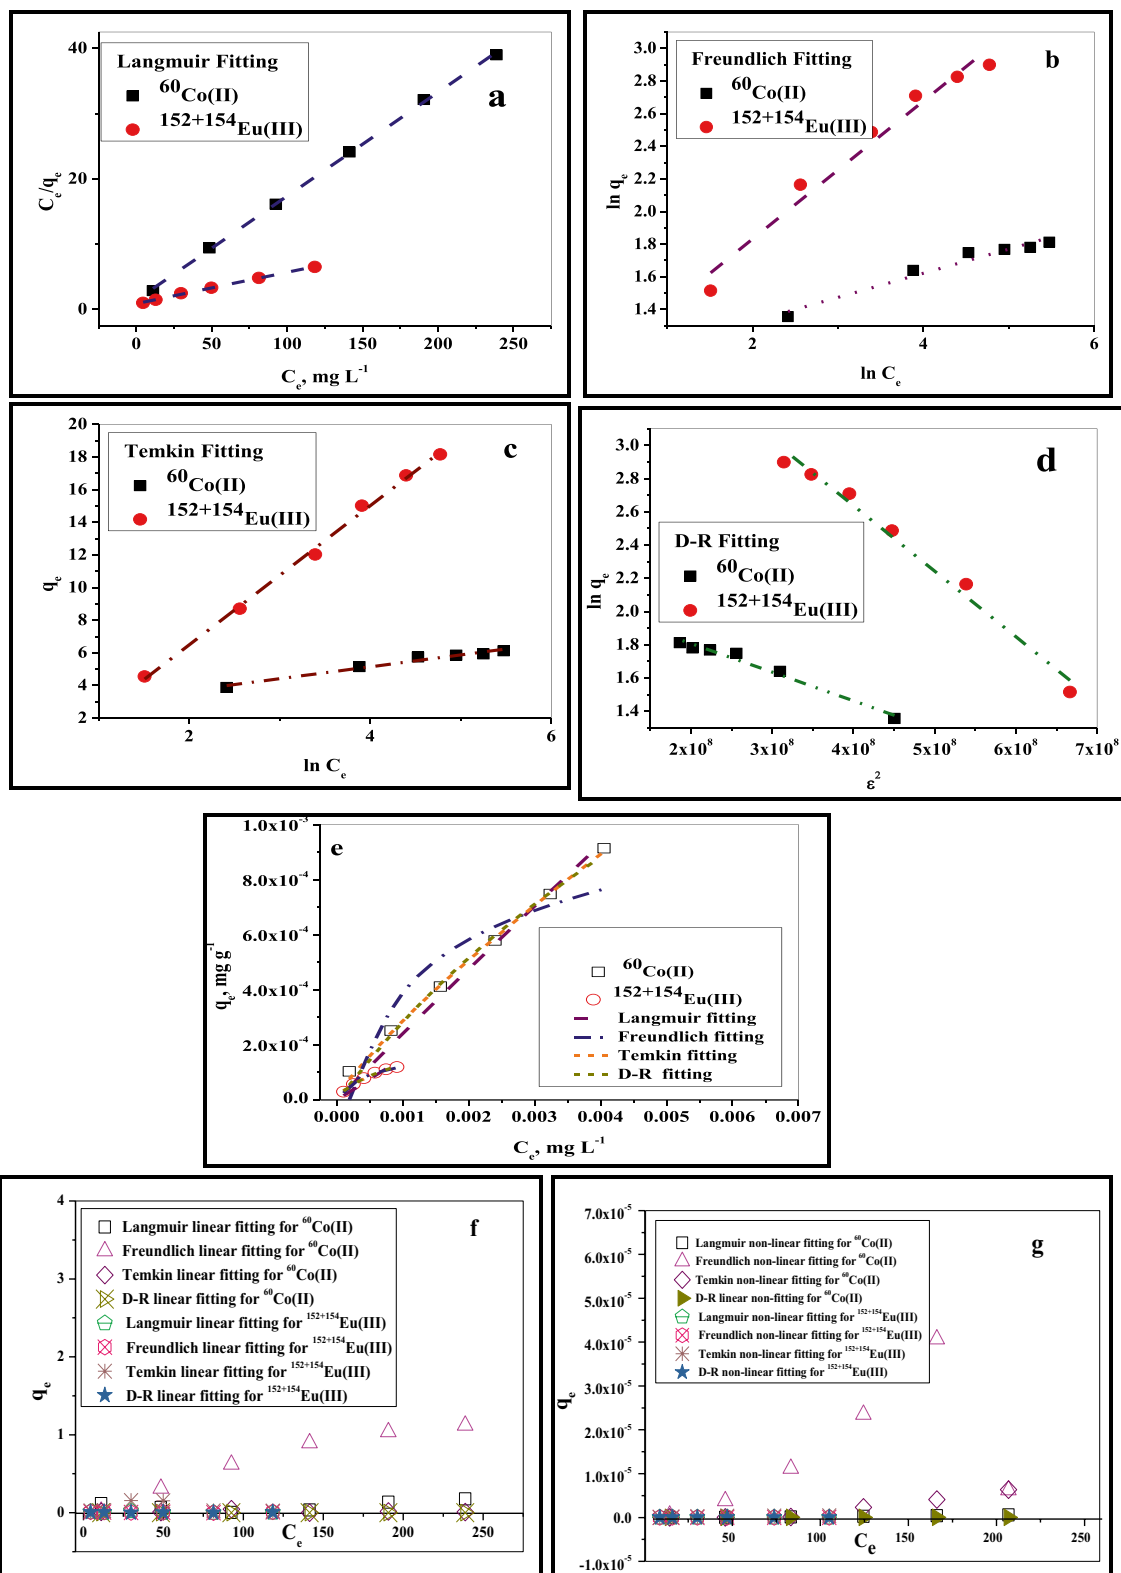 Langmuir Fitting
60Co(II)
152+154Eu(III)
a
40
20
0
Ce/qe
0 50 100 150 200 250
Ce, mg L-1
Freundlich Fitting
60Co(II)
152+154Eu(III)
b
3.0
2.8
2.6
2.4
2.2
2.0
1.8
1.6
1.4
ln qe
2 4 6
ln Ce
Temkin Fitting
60Co(II)
152+154Eu(III)
c
20
18
16
14
12
10
8
6
4
2
qe
2 4 6
ln Ce
D-R Fitting
60Co(II)
152+154Eu(III)
d
3.0
2.8
2.6
2.4
2.2
2.0
1.8
1.6
1.4
ln qe
2x10^8 3x10^8 4x10^8 5x10^8 6x10^8 7x10^8
ε2
e
1.0x10-3
8.0x10-4
6.0x10-4
4.0x10-4
2.0x10-4
0.0
qe, mg g-1
60Co(II)
152+154Eu(III)
Langmuir fitting
Freundlich fitting
Temkin fitting
D-R fitting
0.000 0.001 0.002 0.003 0.004 0.005 0.006 0.007
Ce, mg L-1
f
4
3
2
1
0
qe
Langmuir linear fitting for 60Co(II)
Freundlich linear fitting for 60Co(II)
Temkin linear fitting for 60Co(II)
D-R linear fitting for 60Co(II)
Langmuir linear fitting for 152+154Eu(III)
Freundlich linear fitting for 152+154Eu(III)
Temkin linear fitting for 152+154Eu(III)
D-R linear fitting for 152+154Eu(III)
0 50 100 150 200 250
Ce
g
7.0x10-5
6.0x10-5
5.0x10-5
4.0x10-5
3.0x10-5
2.0x10-5
1.0x10-5
0.0
-1.0x10-5
qe
Langmuir non-linear fitting for 60Co(II)
Freundlich non-linear fitting for 60Co(II)
Temkin non-linear fitting for 60Co(II)
D-R linear non-fitting for 60Co(II)
Langmuir non-linear fitting for 152+154Eu(III)
Freundlich non-linear fitting for 152+154Eu(III)
Temkin non-linear fitting for 152+154Eu(III)
D-R non-linear fitting for 152+154Eu(III)
0 50 100 150 200 250
Ce